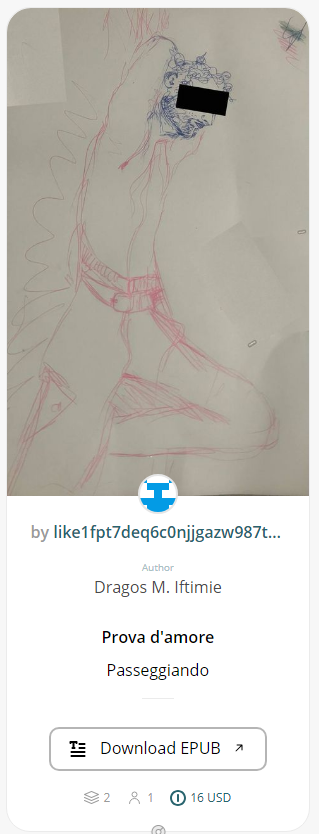 by like1fpt7deq6c0njjgazw987t...
Author
Dragos M. Iftimie
Prova d'amore
Passeggiando
Download EPUB
2 1 16 USD